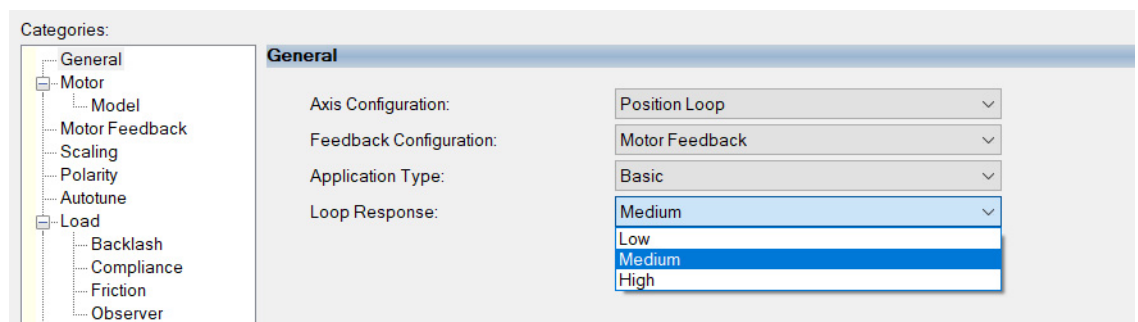 Categories:
General
Motor
Model
Motor Feedback
Scaling
Polarity
Autotune
Load
Backlash
Compliance
Friction
Observer
General
Axis Configuration: Position Loop
Feedback Configuration: Motor Feedback
Application Type: Basic
Loop Response: Medium
Low
Medium
High